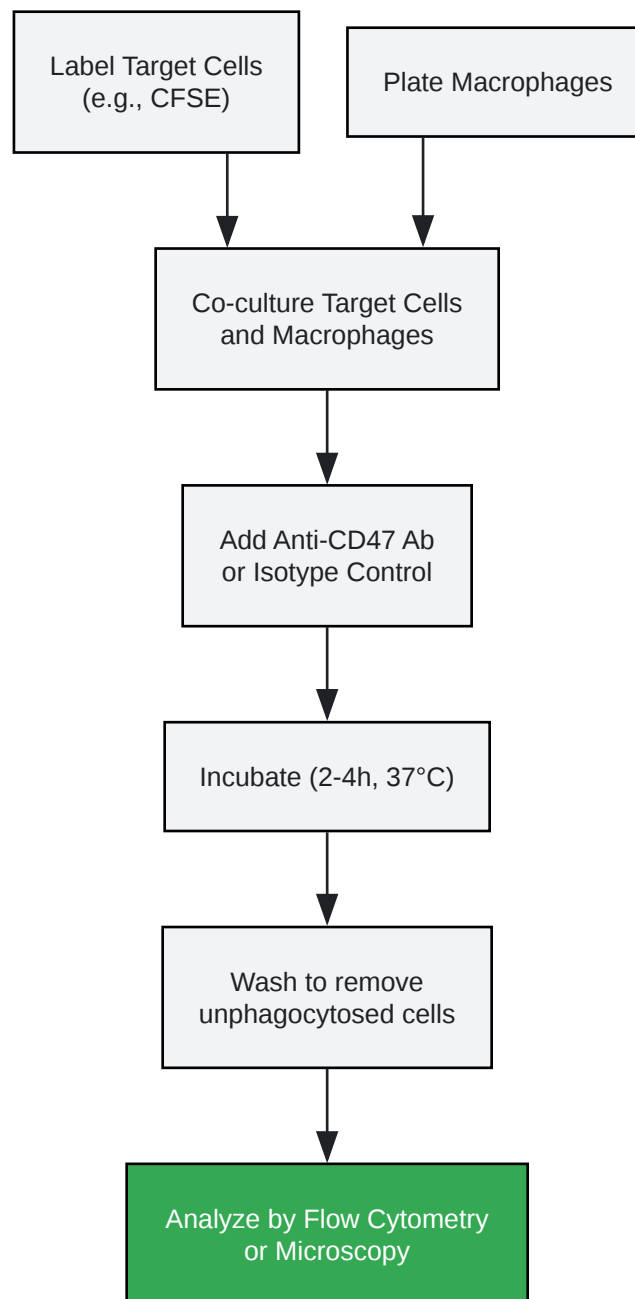 Label Target Cells
(e.g., CFSE)
Plate Macrophages
Co-culture Target Cells
and Macrophages
Add Anti-CD47 Ab
or Isotype Control
Incubate (2-4h, 37°C)
Wash to remove
unphagocytosed cells
Analyze by Flow Cytometry
or Microscopy